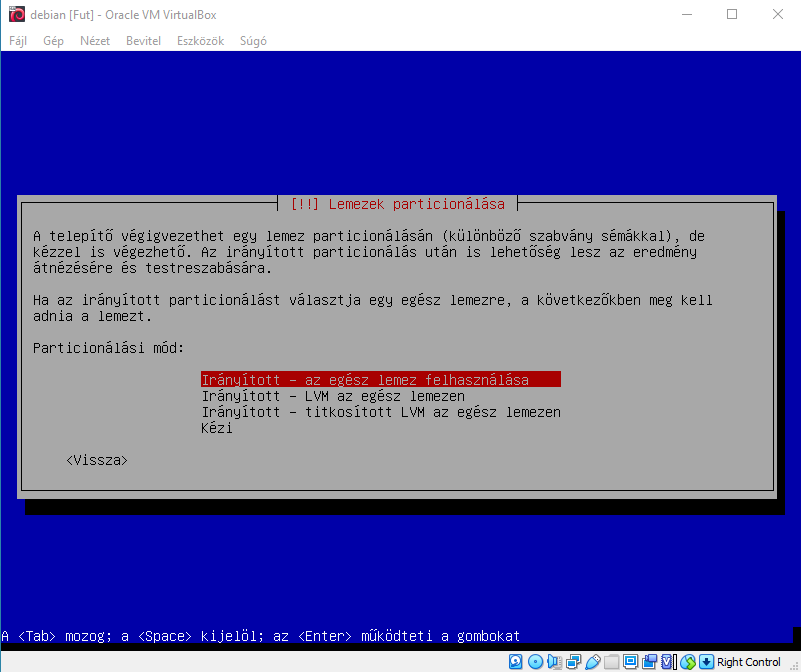 debian [Fut] - Oracle VM VirtualBox
Fájl Gép Nézet Bevitel Eszközök Súgó
[!!] Lemezek particionálása
A telepítő végigvezethet egy lemez particionálásán (különböző szabvány sémákkal), de
kézzel is végezhető. Az irányított particionálás után is lehetőség lesz az eredmény
átnézésére és testreszabására.
Ha az irányított particionálást választja egy egész lemezre, a következőkben meg kell
adnia a lemezt.
Particionálási mód:
Irányított – az egész lemez felhasználása
Irányított – LVM az egész lemezen
Irányított – titkosított LVM az egész lemezen
Kézi
<Vissza>
A <Tab> mozog; a <Space> kijelöl; az <Enter> működteti a gombokat
Right Control